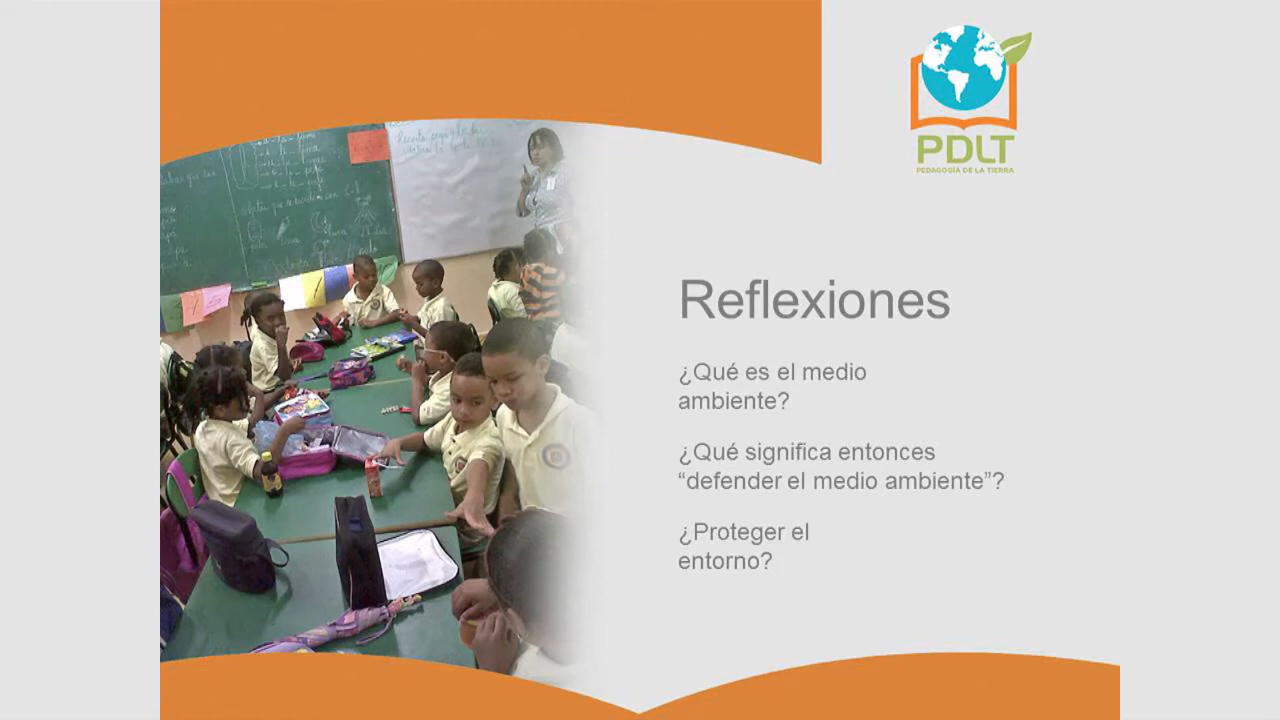 PDLT
PEDAGOGÍA DE LA TIERRA
Reflexiones
¿Qué es el medio
ambiente?
¿Qué significa entonces
“defender el medio ambiente”?
¿Proteger el
entorno?